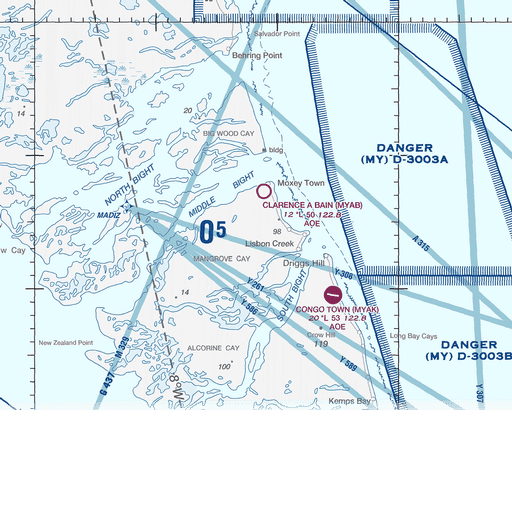 Salvador Point
Behring Point
14
20
BIG WOOD CAY
bldg
DANGER
(MY) D-3003A
NORTH BIGHT
MIDDLE BIGHT
Moxey Town
MADIZ
CLARENCE A BAIN (MYAB)
12 *L 50 122.8
AOE
05
98
Lisbon Creek
A 315
w Cay
MANGROVE CAY
Driggs Hill
Y 306
Y 261
SOUTH BIGHT
14
Y 586
CONGO TOWN (MYAK)
20 *L 53 122.8
AOE
Crow Hill
119
Long Bay Cays
New Zealand Point
M 329
ALCORINE CAY
100
DANGER
(MY) D-3003B
Y 589
G 437
8°W
Y 307
Kemps Bay